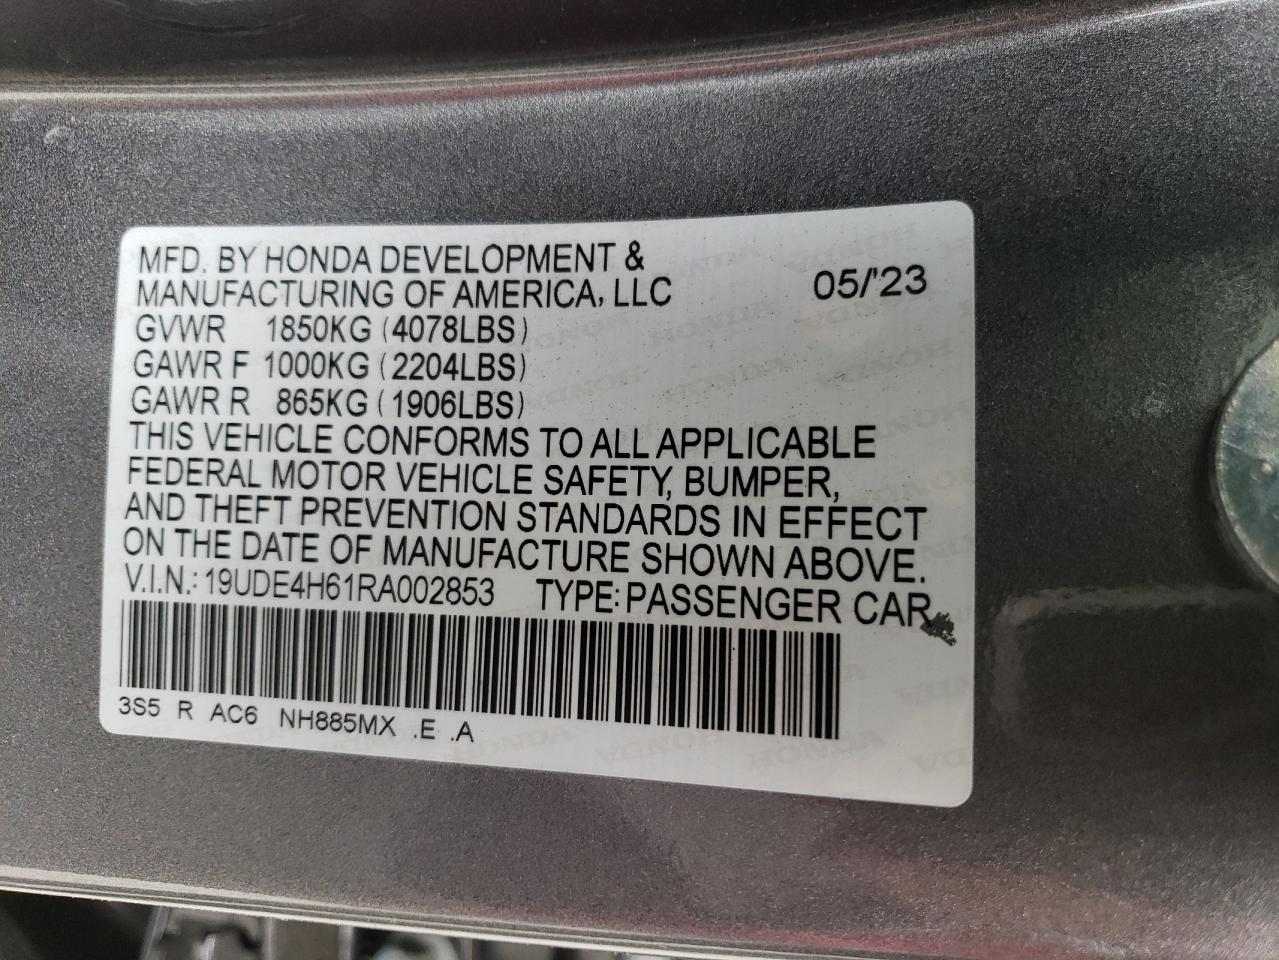 MFD. BY HONDA DEVELOPMENT &
MANUFACTURING OF AMERICA, LLC 05/'23
GVWR 1850KG (4078LBS)
GAWR F 1000KG (2204LBS)
GAWR R 865KG (1906LBS)
THIS VEHICLE CONFORMS TO ALL APPLICABLE
FEDERAL MOTOR VEHICLE SAFETY, BUMPER,
AND THEFT PREVENTION STANDARDS IN EFFECT
ON THE DATE OF MANUFACTURE SHOWN ABOVE.
V.I.N.: 19UDE4H61RA002853 TYPE: PASSENGER CAR
3S5 R AC6 NH885MX .E .A